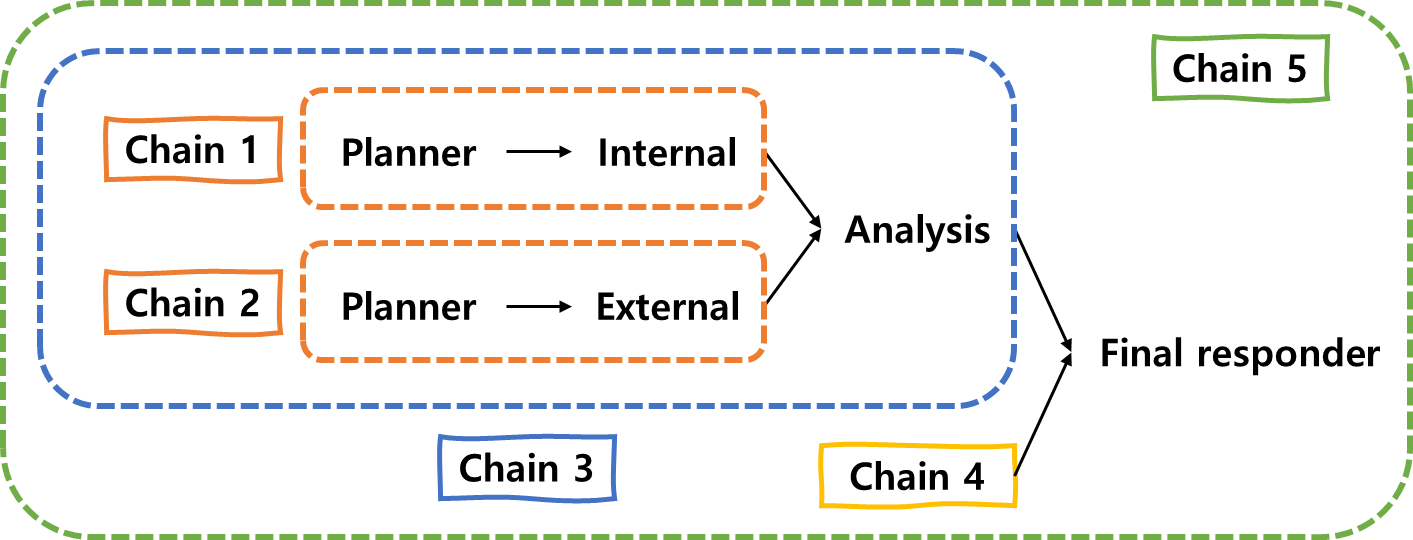 Chain 5
Chain 1
Planner
Internal
Analysis
Chain 2
Planner
External
Final responder
Chain 3
Chain 4